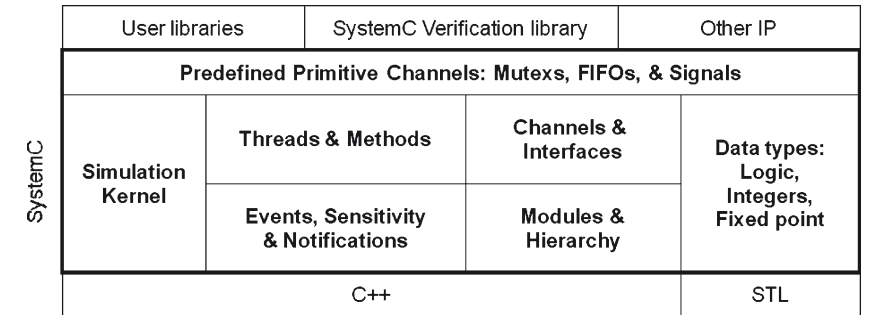 User libraries
SystemC Verification library
Other IP
Predefined Primitive Channels: Mutexs, FIFOs, & Signals
SystemC
Simulation
Kernel
Threads & Methods
Channels &
Interfaces
Events, Sensitivity
& Notifications
Modules &
Hierarchy
Data types:
Logic,
Integers,
Fixed point
C++
STL